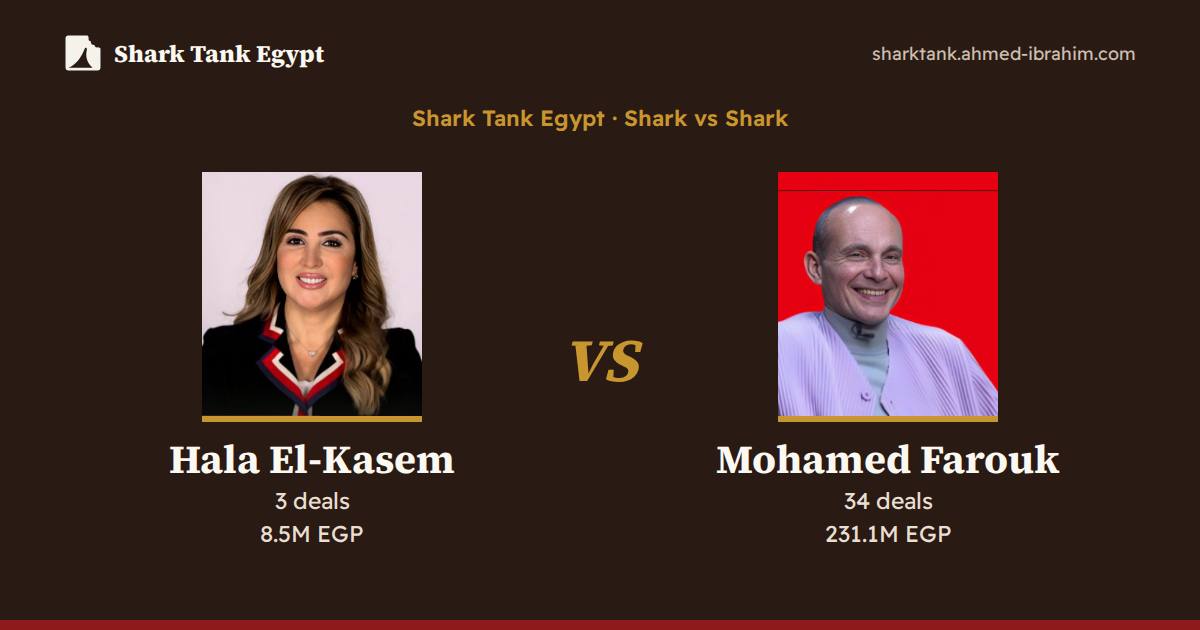 Shark Tank Egypt
sharktank.ahmed-ibrahim.com
Shark Tank Egypt · Shark vs Shark
VS
Hala El-Kasem
3 deals
8.5M EGP
Mohamed Farouk
34 deals
231.1M EGP